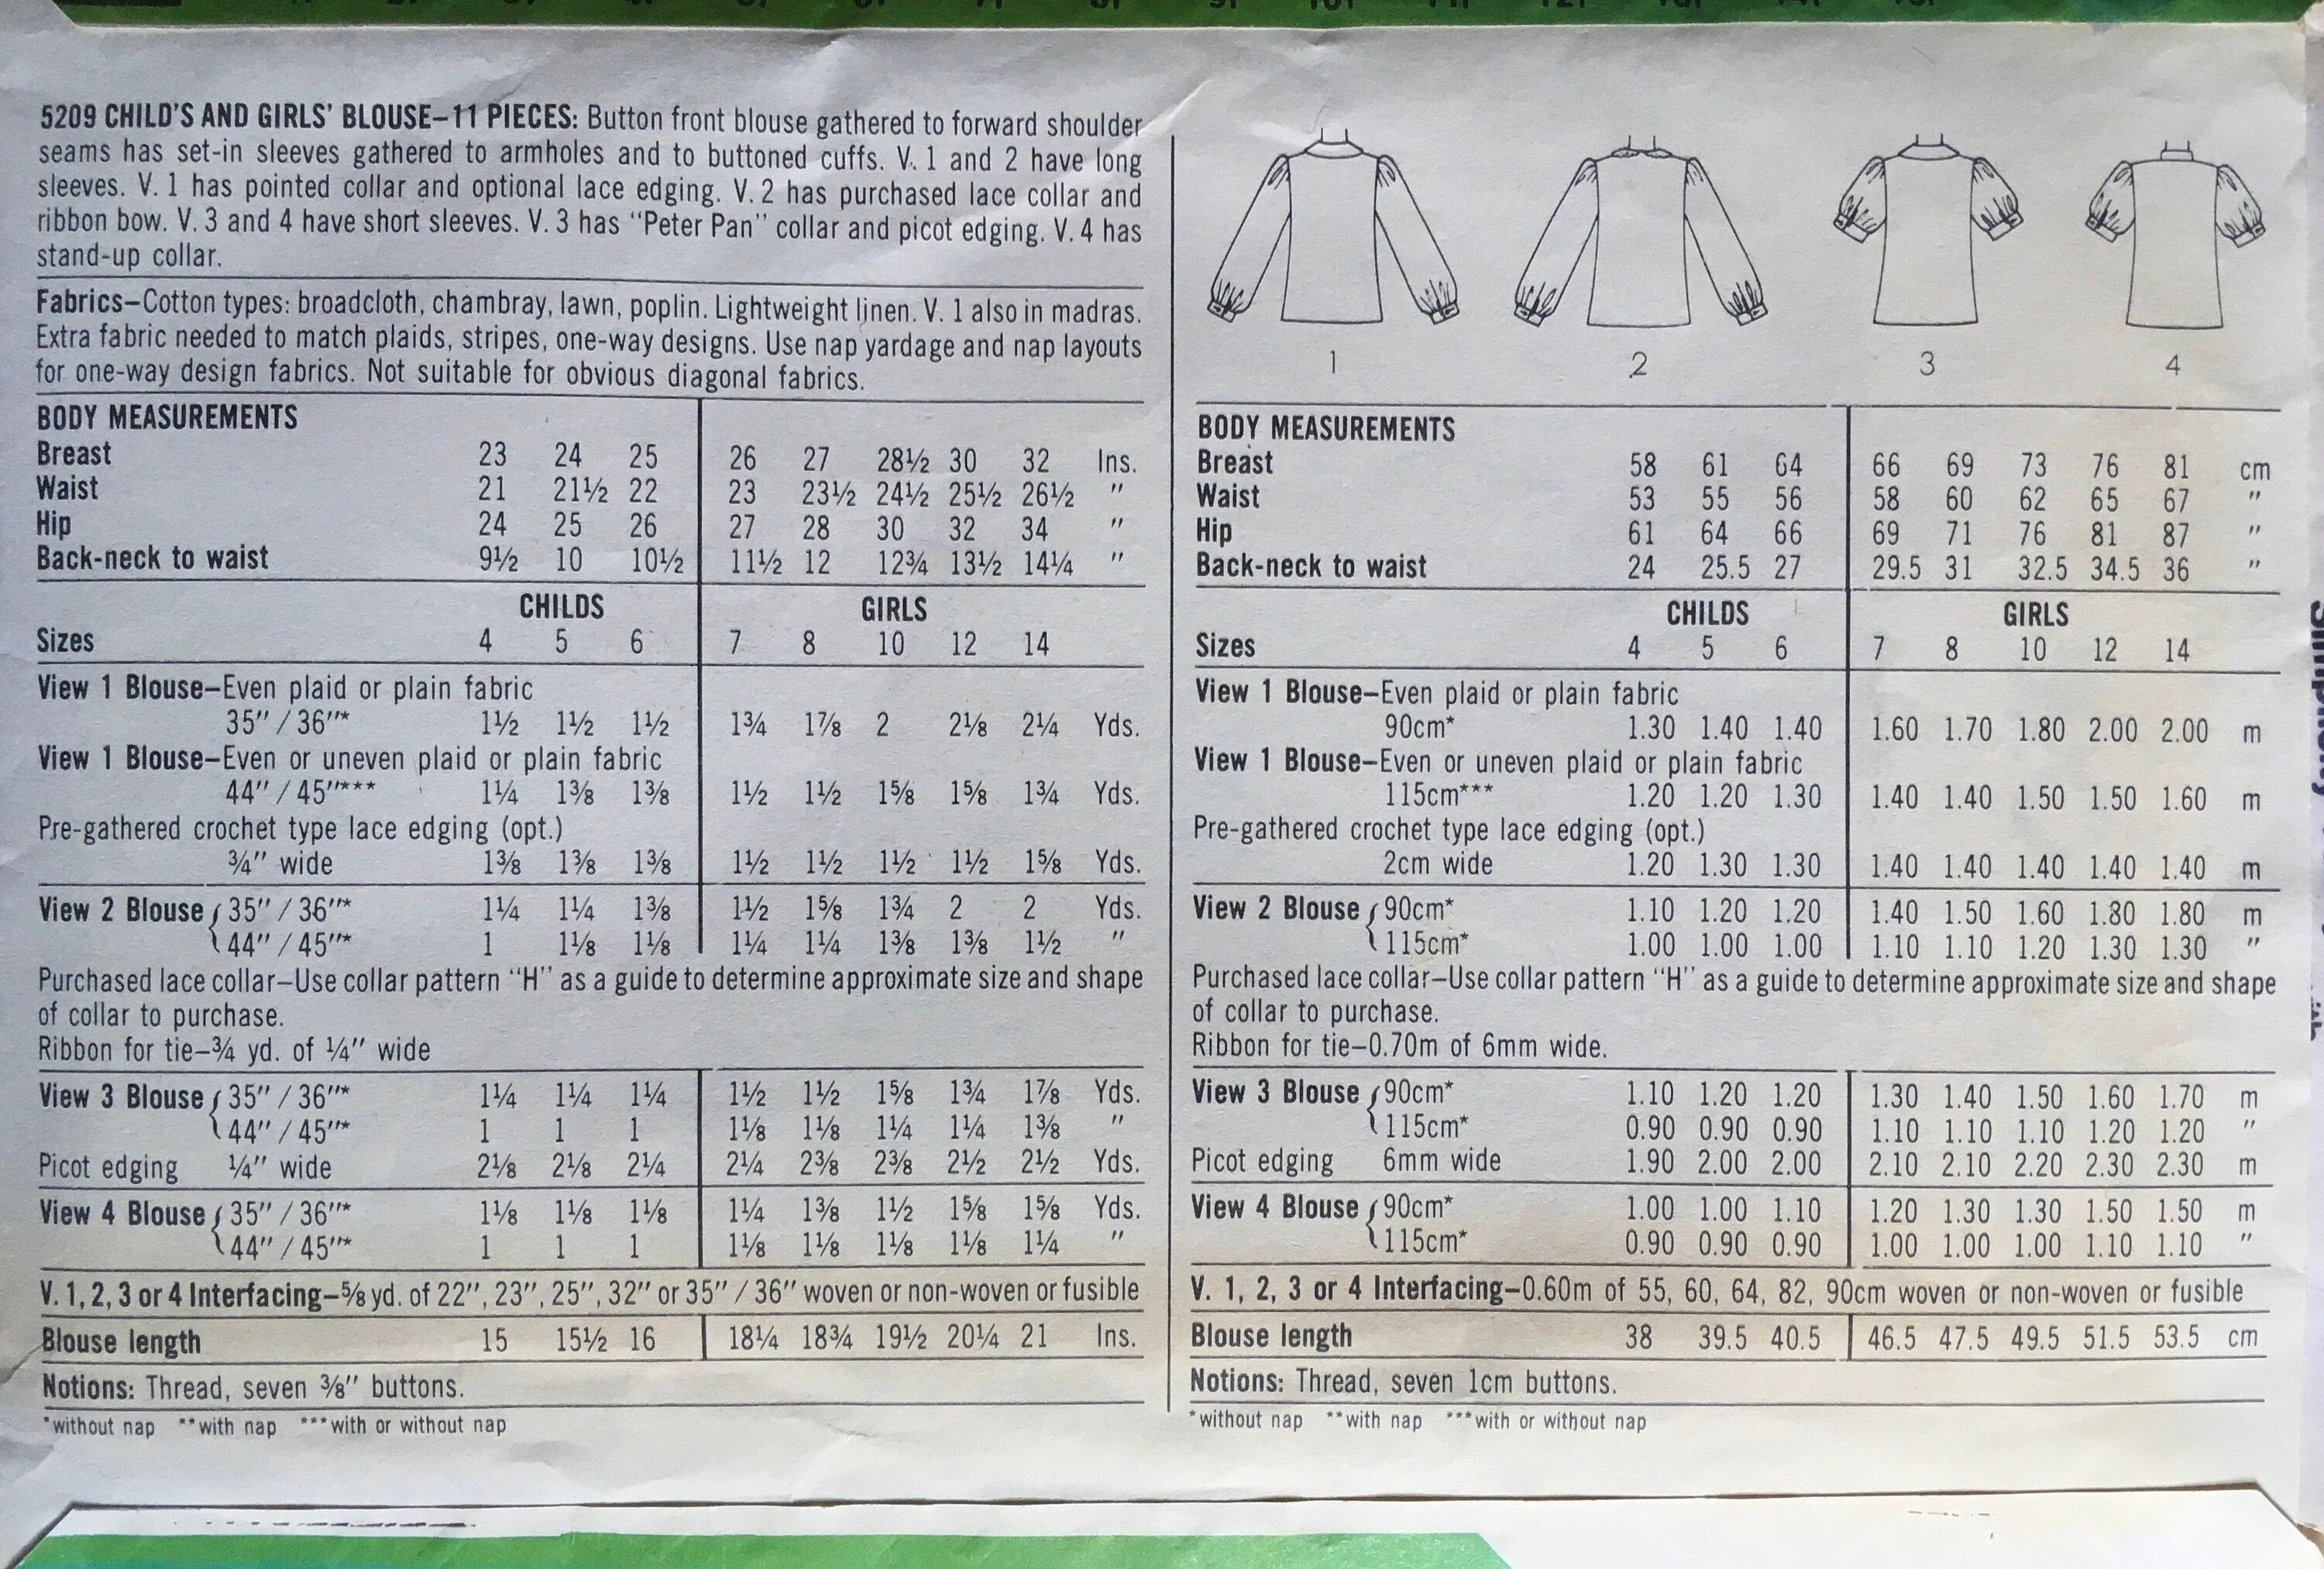 5209 CHILD'S AND GIRLS' BLOUSE–11 PIECES: Button front blouse gathered to forward shoulder
seams has set-in sleeves gathered to armholes and to buttoned cuffs. V. 1 and 2 have long
sleeves. V. 1 has pointed collar and optional lace edging. V. 2 has purchased lace collar and
ribbon bow. V. 3 and 4 have short sleeves. V. 3 has "Peter Pan" collar and picot edging. V. 4 has
stand-up collar.
Fabrics–Cotton types: broadcloth, chambray, lawn, poplin. Lightweight linen. V. 1 also in madras.
Extra fabric needed to match plaids, stripes, one-way designs. Use nap yardage and nap layouts
for one-way design fabrics. Not suitable for obvious diagonal fabrics.
BODY MEASUREMENTS
Breast 23 24 25 26 27 28½ 30 32 Ins.
Waist 21 21½ 22 23 23½ 24½ 25½ 26½ "
Hip 24 25 26 27 28 30 32 34 "
Back-neck to waist 9½ 10 10½ 11½ 12 12¾ 13½ 14¼ "
CHILDS GIRLS
Sizes 4 5 6 7 8 10 12 14
View 1 Blouse–Even plaid or plain fabric
35" / 36"* 1½ 1½ 1½ 1¾ 1⅞ 2 2⅛ 2¼ Yds.
View 1 Blouse–Even or uneven plaid or plain fabric
44" / 45"*** 1¼ 1⅜ 1⅜ 1½ 1½ 1⅝ 1⅝ 1¾ Yds.
Pre-gathered crochet type lace edging (opt.)
¾" wide 1⅜ 1⅜ 1⅜ 1½ 1½ 1½ 1½ 1⅝ Yds.
View 2 Blouse 35" / 36"* 1¼ 1¼ 1⅜ 1½ 1⅝ 1¾ 2 2 Yds.
44" / 45"* 1 1⅛ 1⅛ 1¼ 1¼ 1⅜ 1⅜ 1½ "
Purchased lace collar–Use collar pattern "H" as a guide to determine approximate size and shape
of collar to purchase.
Ribbon for tie–¾ yd. of ¼" wide
View 3 Blouse 35" / 36"* 1¼ 1¼ 1¼ 1½ 1½ 1⅝ 1¾ 1⅞ Yds.
44" / 45"* 1 1 1 1⅛ 1⅛ 1¼ 1¼ 1⅜ "
Picot edging ¼" wide 2⅛ 2⅛ 2¼ 2¼ 2⅜ 2⅜ 2½ 2½ Yds.
View 4 Blouse 35" / 36"* 1⅛ 1⅛ 1⅛ 1¼ 1⅜ 1½ 1⅝ 1⅝ Yds.
44" / 45"* 1 1 1 1⅛ 1⅛ 1⅛ 1⅛ 1¼ "
V. 1, 2, 3 or 4 Interfacing–⅝ yd. of 22", 23", 25", 32" or 35" / 36" woven or non-woven or fusible
Blouse length 15 15½ 16 18¼ 18¾ 19½ 20¼ 21 Ins.
Notions: Thread, seven ⅜" buttons.
*without nap **with nap ***with or without nap
1 2 3 4
BODY MEASUREMENTS
Breast 58 61 64 66 69 73 76 81 cm
Waist 53 55 56 58 60 62 65 67 "
Hip 61 64 66 69 71 76 81 87 "
Back-neck to waist 24 25.5 27 29.5 31 32.5 34.5 36 "
CHILDS GIRLS
Sizes 4 5 6 7 8 10 12 14
View 1 Blouse–Even plaid or plain fabric
90cm* 1.30 1.40 1.40 1.60 1.70 1.80 2.00 2.00 m
View 1 Blouse–Even or uneven plaid or plain fabric
115cm*** 1.20 1.20 1.30 1.40 1.40 1.50 1.50 1.60 m
Pre-gathered crochet type lace edging (opt.)
2cm wide 1.20 1.30 1.30 1.40 1.40 1.40 1.40 1.40 m
View 2 Blouse 90cm* 1.10 1.20 1.20 1.40 1.50 1.60 1.80 1.80 m
115cm* 1.00 1.00 1.00 1.10 1.10 1.20 1.30 1.30 "
Purchased lace collar–Use collar pattern "H" as a guide to determine approximate size and shape
of collar to purchase.
Ribbon for tie–0.70m of 6mm wide.
View 3 Blouse 90cm* 1.10 1.20 1.20 1.30 1.40 1.50 1.60 1.70 m
115cm* 0.90 0.90 0.90 1.10 1.10 1.10 1.20 1.20 "
Picot edging 6mm wide 1.90 2.00 2.00 2.10 2.10 2.20 2.30 2.30 m
View 4 Blouse 90cm* 1.00 1.00 1.10 1.20 1.30 1.30 1.50 1.50 m
115cm* 0.90 0.90 0.90 1.00 1.00 1.00 1.10 1.10 "
V. 1, 2, 3 or 4 Interfacing–0.60m of 55, 60, 64, 82, 90cm woven or non-woven or fusible
Blouse length 38 39.5 40.5 46.5 47.5 49.5 51.5 53.5 cm
Notions: Thread, seven 1cm buttons.
*without nap **with nap ***with or without nap